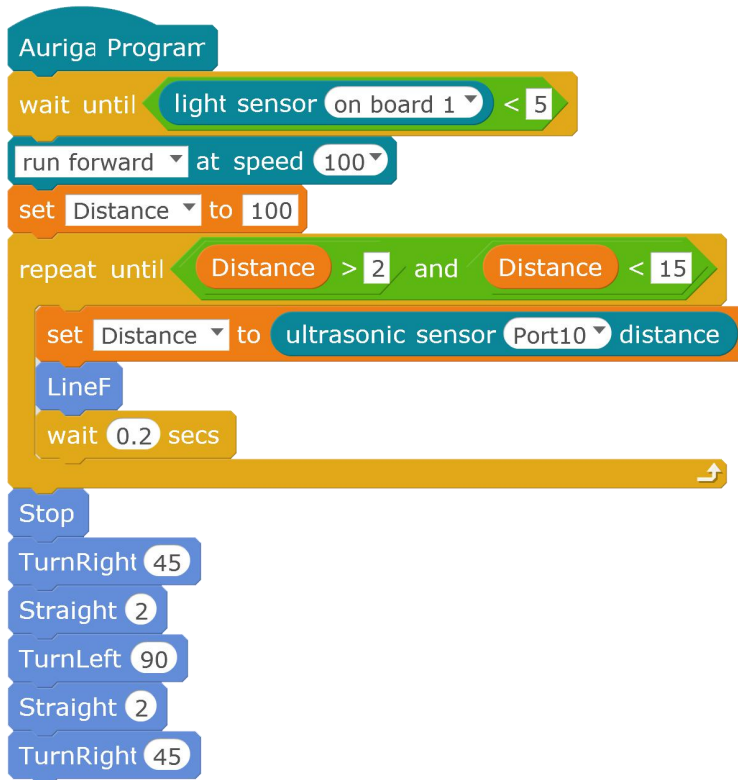 Auriga Program
wait until light sensor on board 1 < 5
run forward at speed 100
set Distance to 100
repeat until Distance > 2 and Distance < 15
set Distance to ultrasonic sensor Port10 distance
LineF
wait 0.2 secs
Stop
TurnRight 45
Straight 2
TurnLeft 90
Straight 2
TurnRight 45